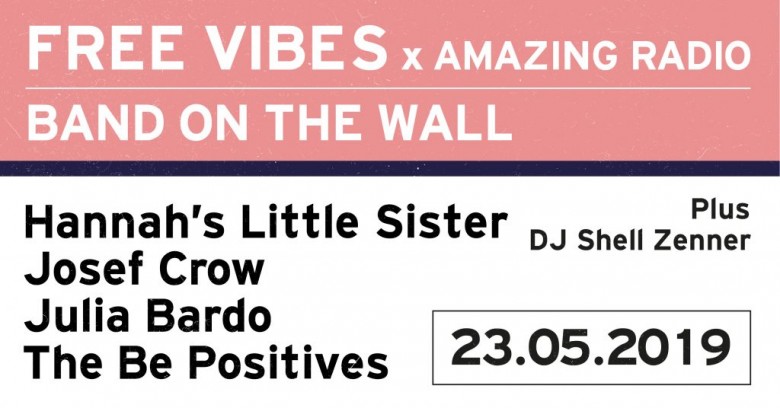 FREE VIBES x AMAZING RADIO
BAND ON THE WALL
Hannah's Little Sister
Josef Crow
Julia Bardo
The Be Positives
Plus
DJ Shell Zenner
23.05.2019